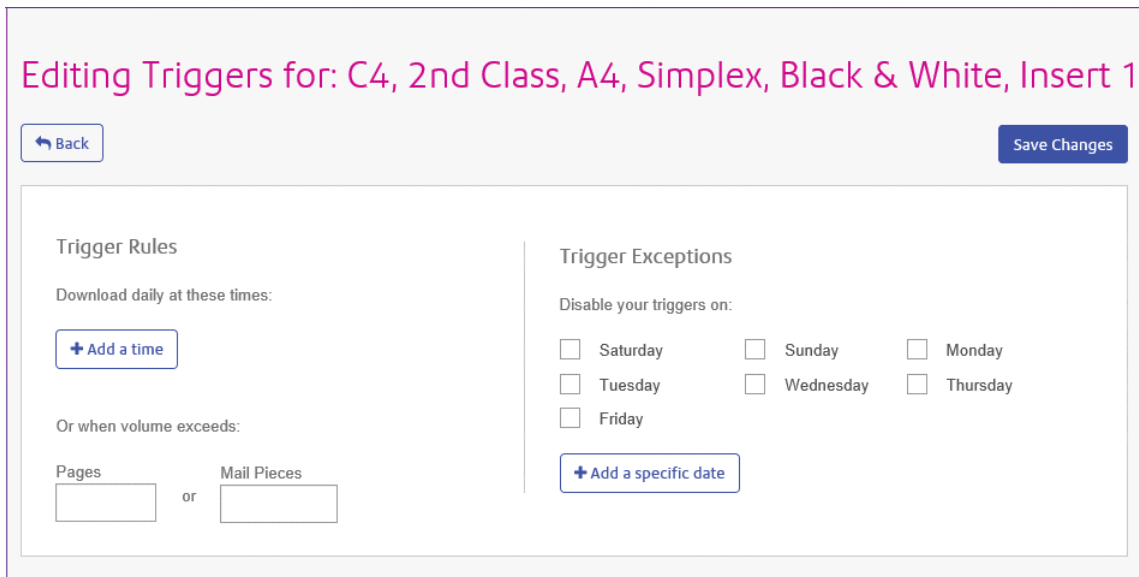 Editing Triggers for: C4, 2nd Class, A4, Simplex, Black & White, Insert 1
Back
Save Changes
Trigger Rules
Download daily at these times:
+ Add a time
Or when volume exceeds:
Pages
or
Mail Pieces
Trigger Exceptions
Disable your triggers on:
Saturday Sunday Monday
Tuesday Wednesday Thursday
Friday
+ Add a specific date